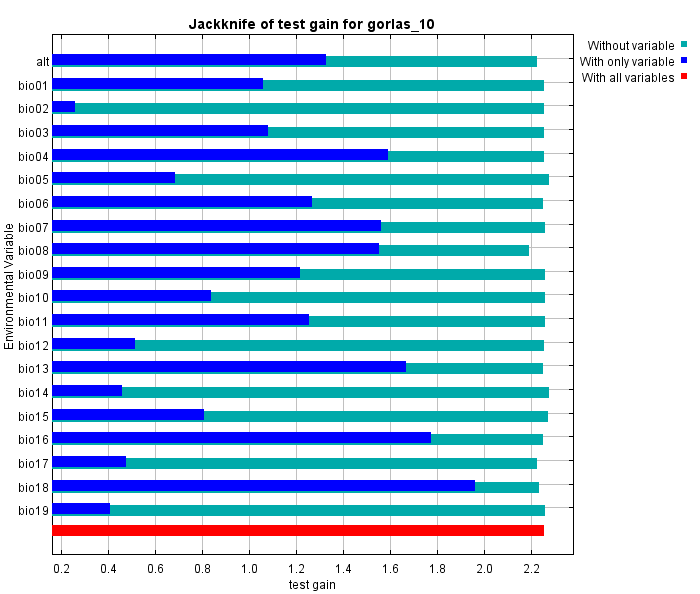 Jackknife of test gain for gorlas_10
Without variable
With only variable
With all variables
Environmental Variable
alt
bio01
bio02
bio03
bio04
bio05
bio06
bio07
bio08
bio09
bio10
bio11
bio12
bio13
bio14
bio15
bio16
bio17
bio18
bio19
0.2 0.4 0.6 0.8 1.0 1.2 1.4 1.6 1.8 2.0 2.2
test gain